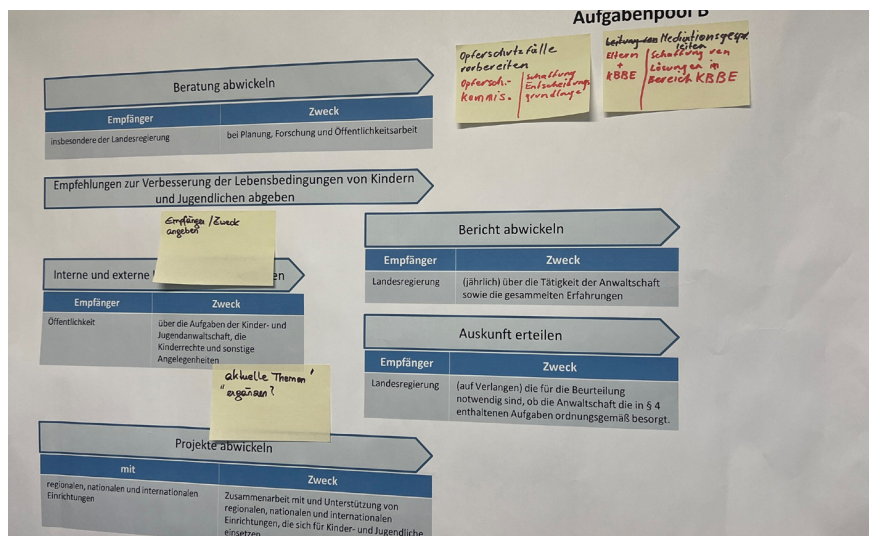 Aufgabenpool B
Opferschutzfälle
vorbereiten
Opfersch.-
Kommis.
Schaffung
Entscheidungs
grundlage
Leitung von Mediationsgespr.
leiten
Eltern
+
KBBE
Schaffung von
Lösungen im
Bereich KBBE
Beratung abwickeln
Empfänger
Zweck
insbesondere der Landesregierung
bei Planung, Forschung und Öffentlichkeitsarbeit
Empfehlungen zur Verbesserung der Lebensbedingungen von Kindern
und Jugendlichen abgeben
Empfänger / Zweck
angeben
Interne und externe
en
Empfänger
Zweck
Öffentlichkeit
über die Aufgaben der Kinder- und
Jugendanwaltschaft, die
Kinderrechte und sonstige
Angelegenheiten
Bericht abwickeln
Empfänger
Zweck
Landesregierung
(jährlich) über die Tätigkeit der Anwaltschaft
sowie die gesammelten Erfahrungen
Auskunft erteilen
Empfänger
Zweck
Landesregierung
(auf Verlangen) die für die Beurteilung
notwendig sind, ob die Anwaltschaft die in § 4
enthaltenen Aufgaben ordnungsgemäß besorgt.
aktuelle Themen'
"ergänzen?
Projekte abwickeln
mit
Zweck
regionalen, nationalen und internationalen
Einrichtungen
Zusammenarbeit mit und Unterstützung von
regionalen, nationalen und internationalen
Einrichtungen, die sich für Kinder- und Jugendliche
einsetzen